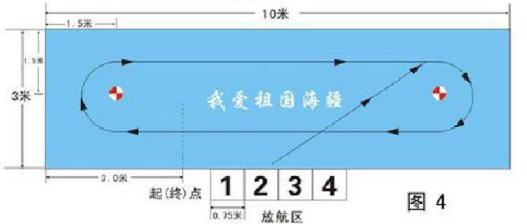 10米
1.5米
1.5米
3米
我爱祖国海疆
3.0米
起(终)点
1 2 3 4
0.75米
放航区
图 4